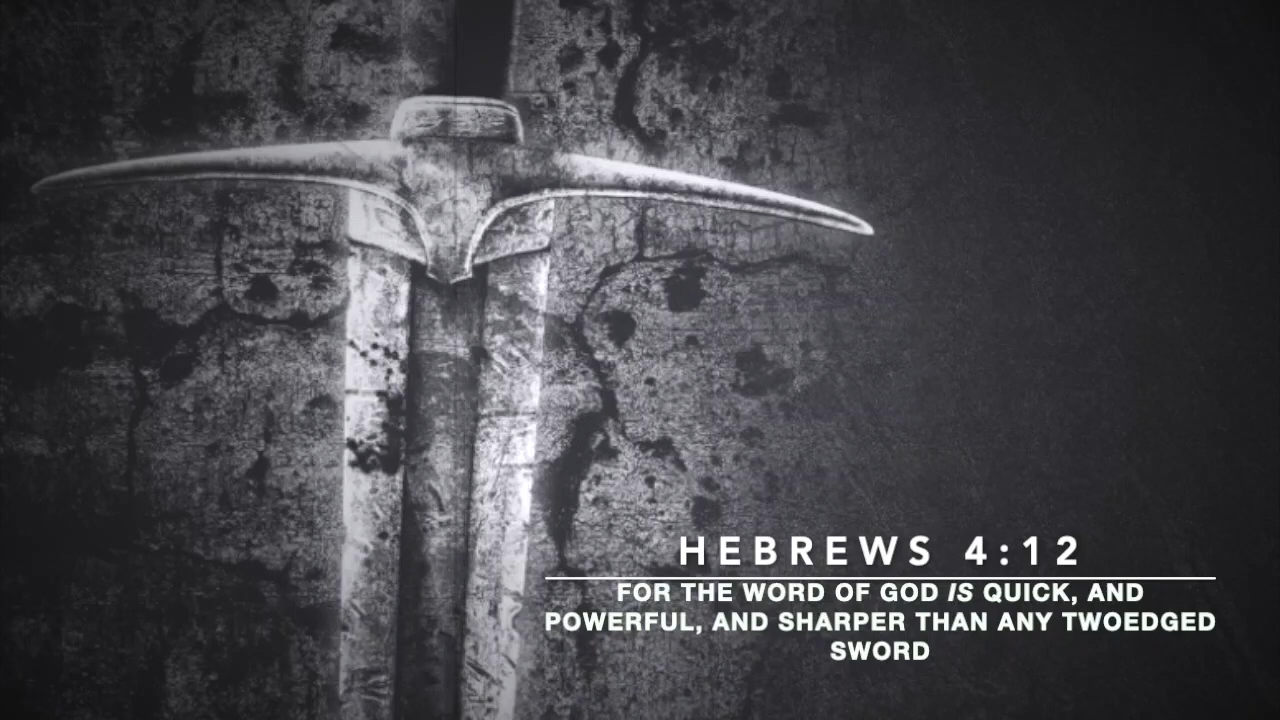 HEBREWS 4:12
FOR THE WORD OF GOD IS QUICK, AND
POWERFUL, AND SHARPER THAN ANY TWOEDGED
SWORD